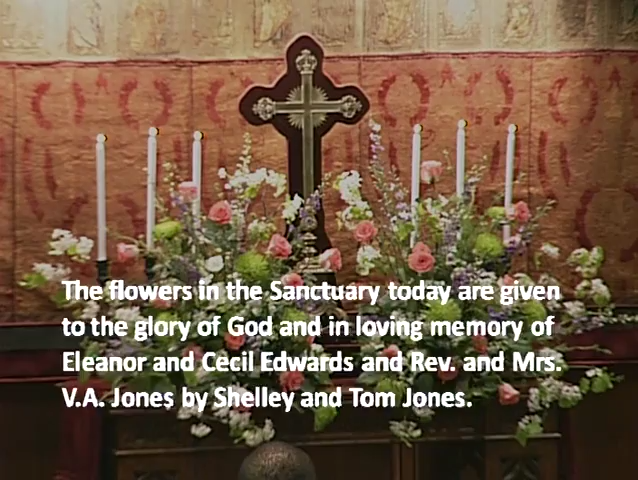 The flowers in the Sanctuary today are given
to the glory of God and in loving memory of
Eleanor and Cecil Edwards and Rev. and Mrs.
V.A. Jones by Shelley and Tom Jones.